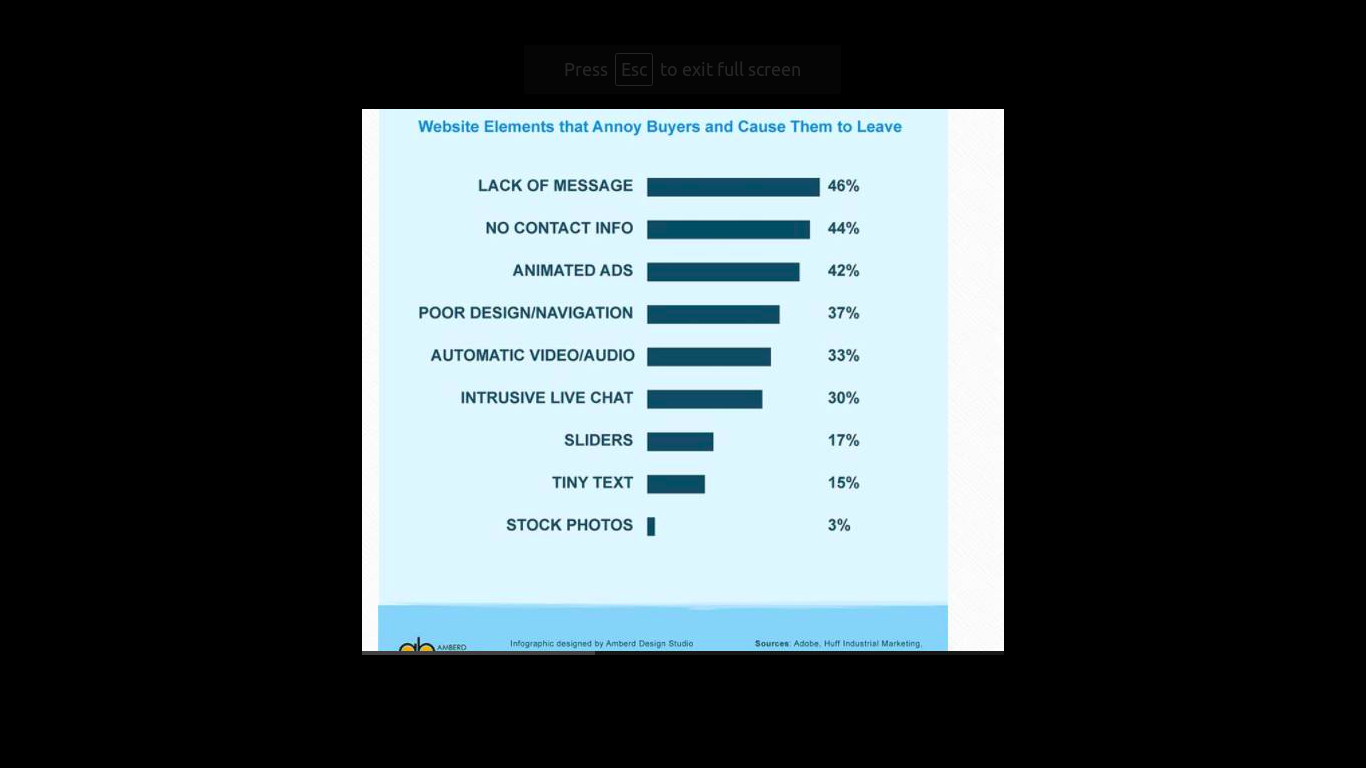 Press Esc to exit full screen
Website Elements that Annoy Buyers and Cause Them to Leave
LACK OF MESSAGE 46%
NO CONTACT INFO 44%
ANIMATED ADS 42%
POOR DESIGN/NAVIGATION 37%
AUTOMATIC VIDEO/AUDIO 33%
INTRUSIVE LIVE CHAT 30%
SLIDERS 17%
TINY TEXT 15%
STOCK PHOTOS 3%
AMBERD Infographic designed by Amberd Design Studio Sources: Adobe, Huff Industrial Marketing,